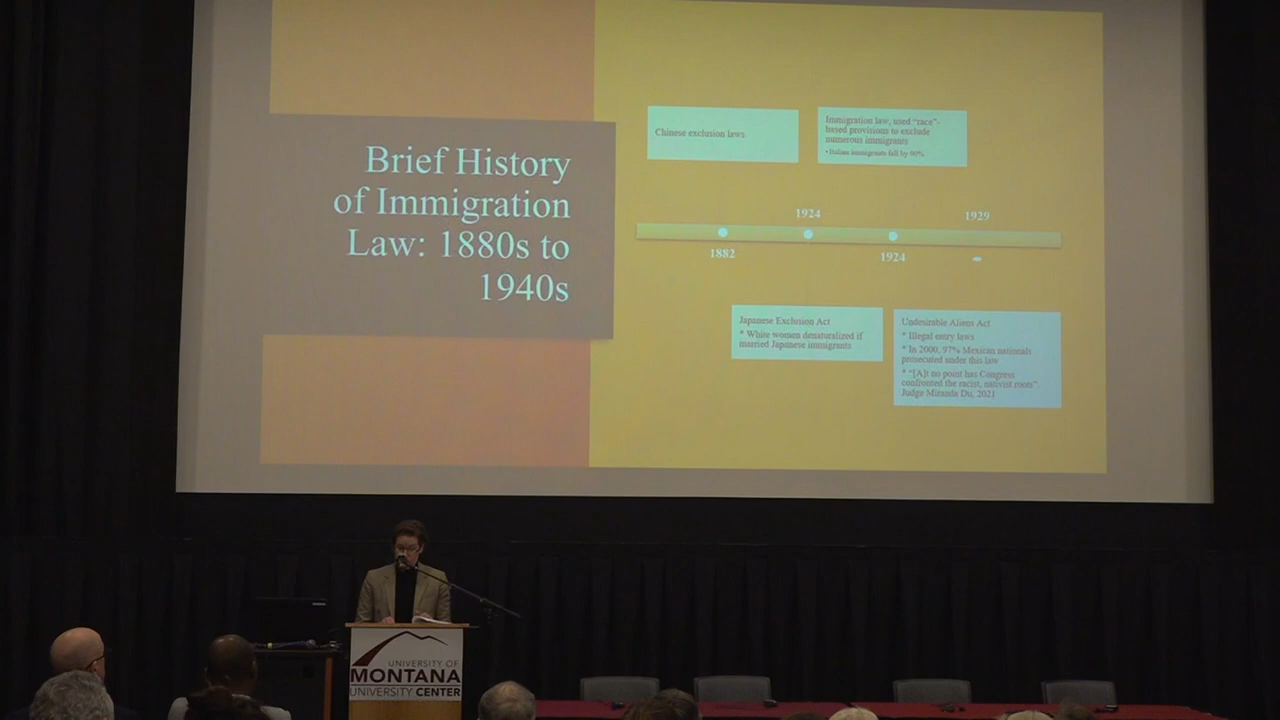 Brief History
of Immigration
Law: 1880s to
1940s
Chinese exclusion laws
Immigration law, used “race”-
based provisions to exclude
numerous immigrants
• Italian immigrants fall by 90%
1924
1929
1882
1924
Japanese Exclusion Act
* White women denaturalized if
married Japanese immigrants
Undesirable Aliens Act
* Illegal entry laws
* In 2000, 97% Mexican nationals
prosecuted under this law
* “[A]t no point has Congress
confronted the racist, nativist roots”.
Judge Miranda Du, 2021
UNIVERSITY OF
MONTANA
UNIVERSITY CENTER